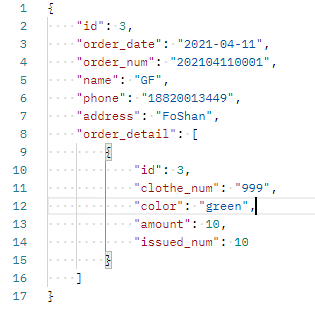 1 {
2 "id": 3,
3 "order_date": "2021-04-11",
4 "order_num": "202104110001",
5 "name": "GF",
6 "phone": "18820013449",
7 "address": "FoShan",
8 "order_detail": [
9 {
10 "id": 3,
11 "clothe_num": "999",
12 "color": "green",
13 "amount": 10,
14 "issued_num": 10
15 }
16 ]
17 }